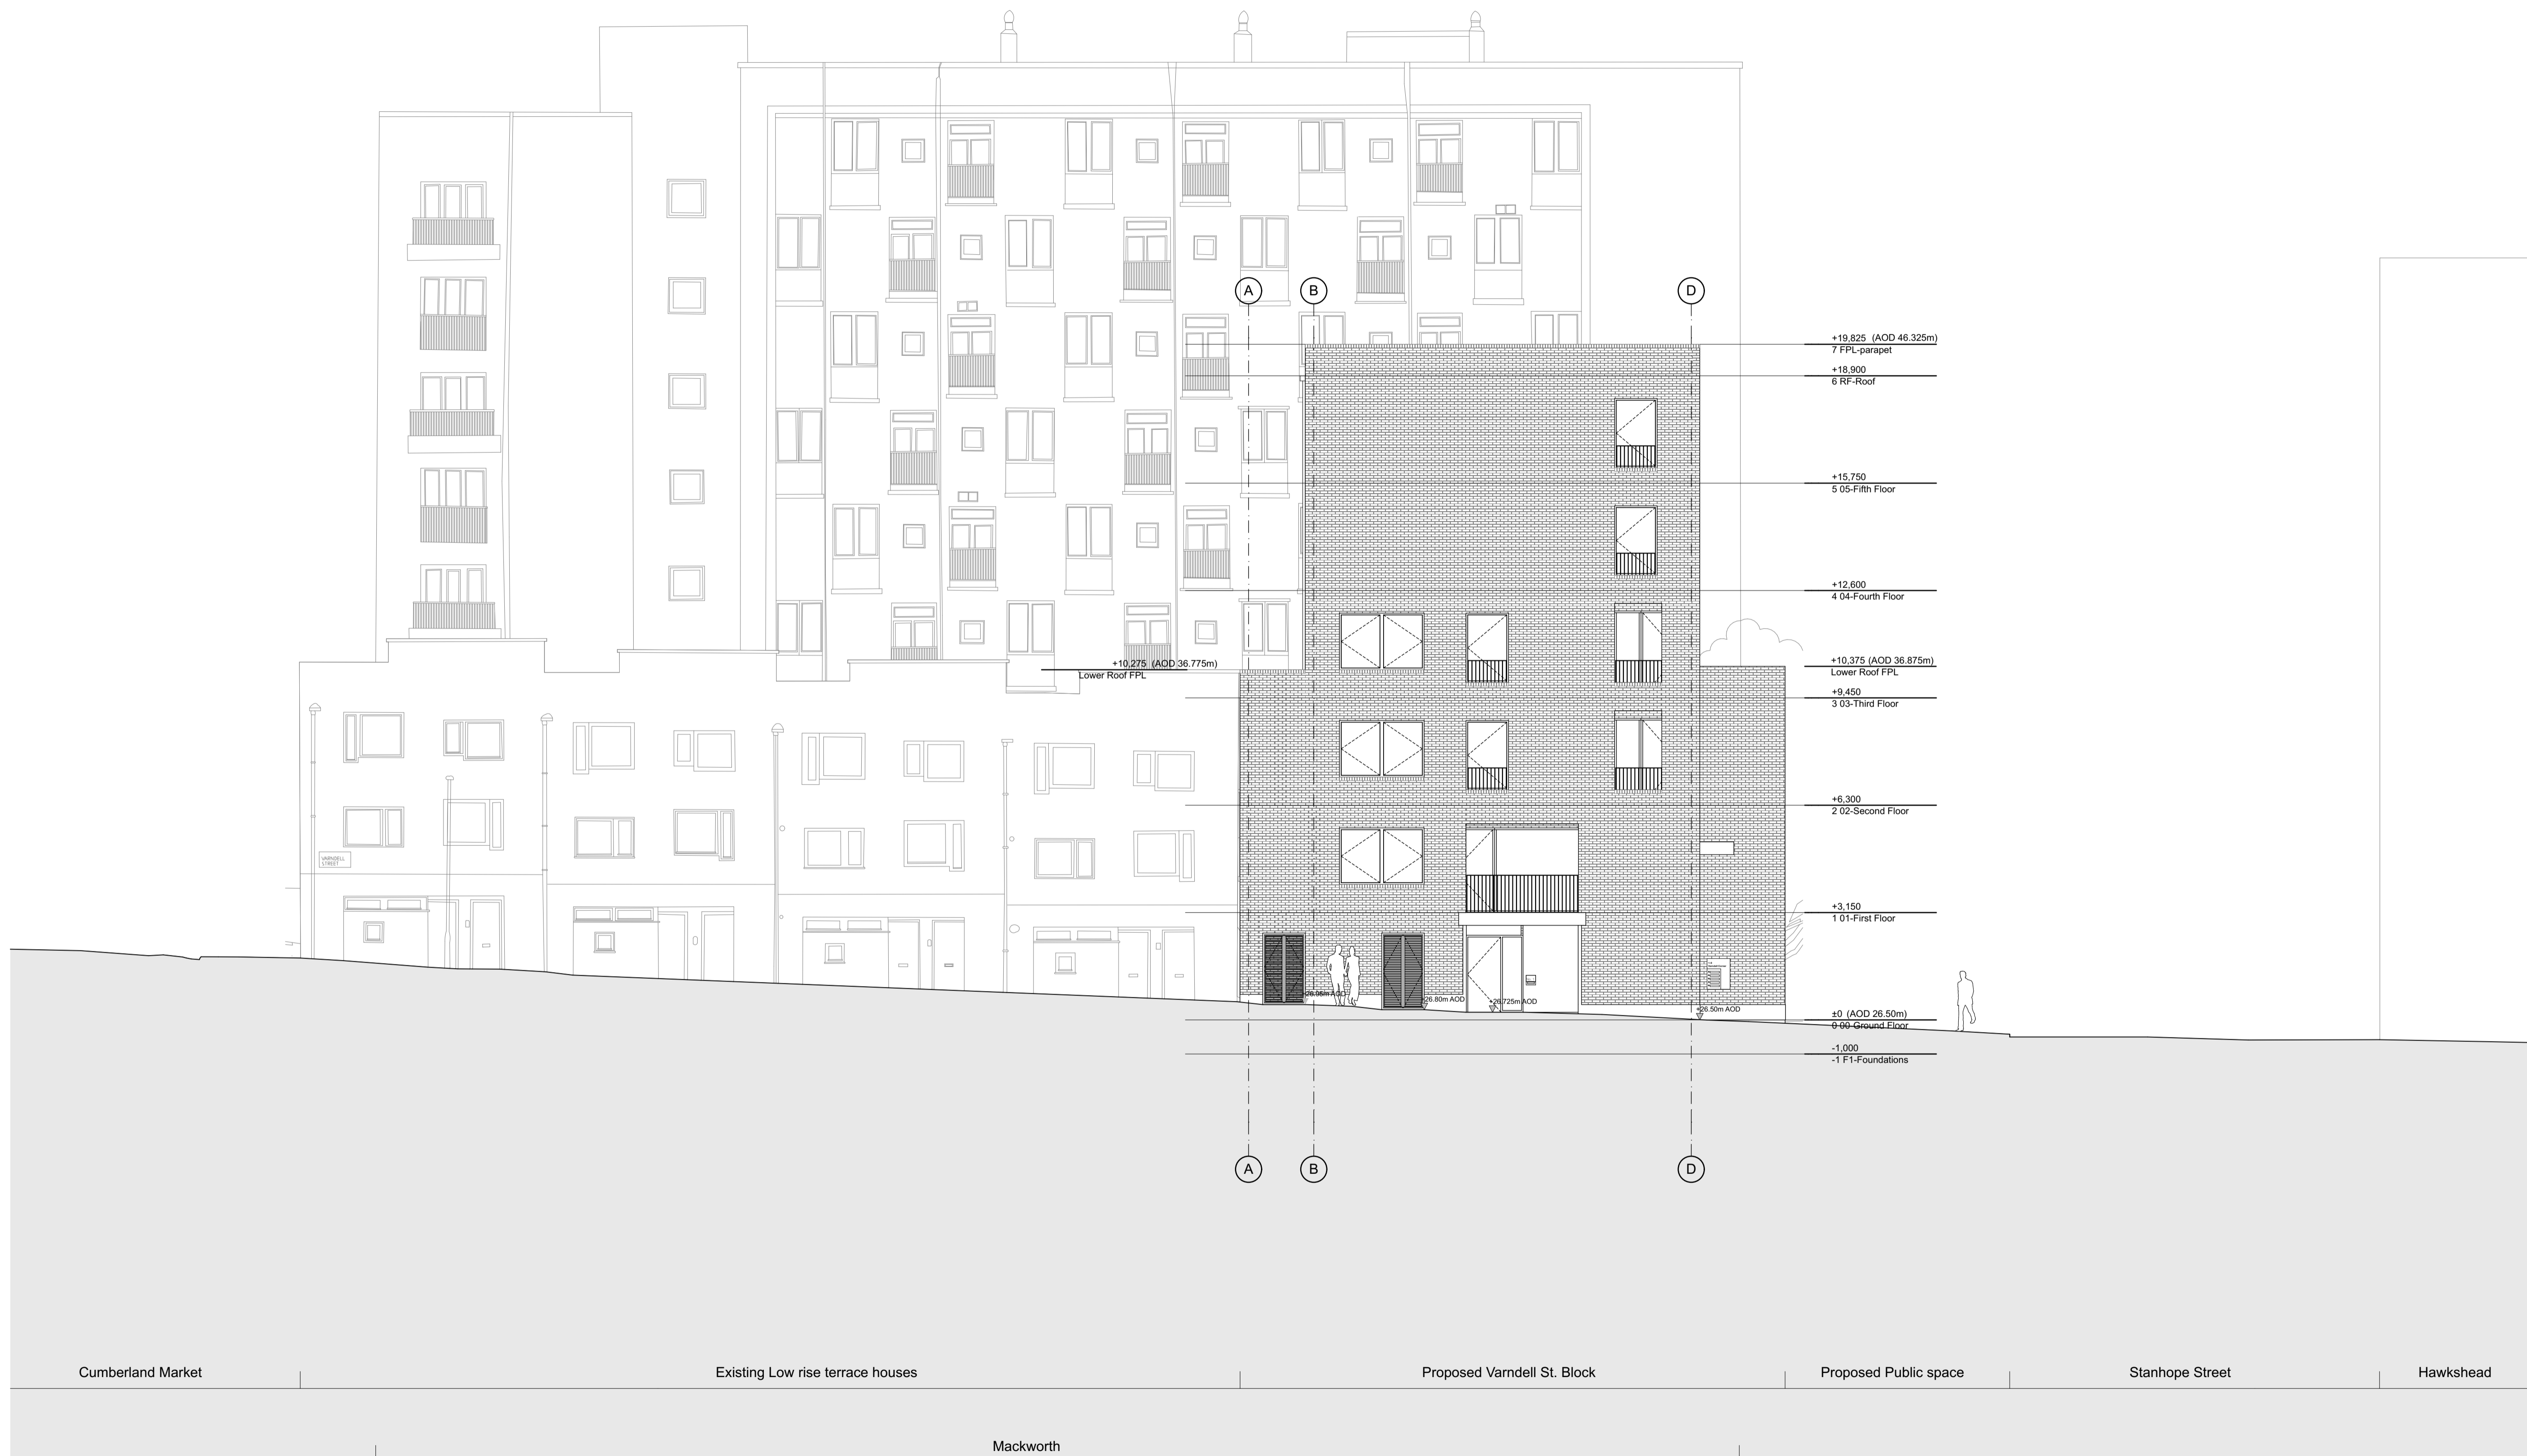 A
B
D
+19,825 (AOD 46.325m)
7 FPL-parapet
+18,900
6 RF-Roof
+15,750
5 05-Fifth Floor
+12,600
4 04-Fourth Floor
+10,275 (AOD 36.775m)
Lower Roof FPL
+10,375 (AOD 36.875m)
Lower Roof FPL
+9,450
3 03-Third Floor
+6,300
2 02-Second Floor
VARNDELL
STREET
+3,150
1 01-First Floor
+26.95m AOD
+26.80m AOD
+26.725m AOD
+26.50m AOD
±0 (AOD 26.50m)
0 00-Ground Floor
-1,000
-1 F1-Foundations
A
B
D
Cumberland Market
Existing Low rise terrace houses
Proposed Varndell St. Block
Proposed Public space
Stanhope Street
Hawkshead
Mackworth